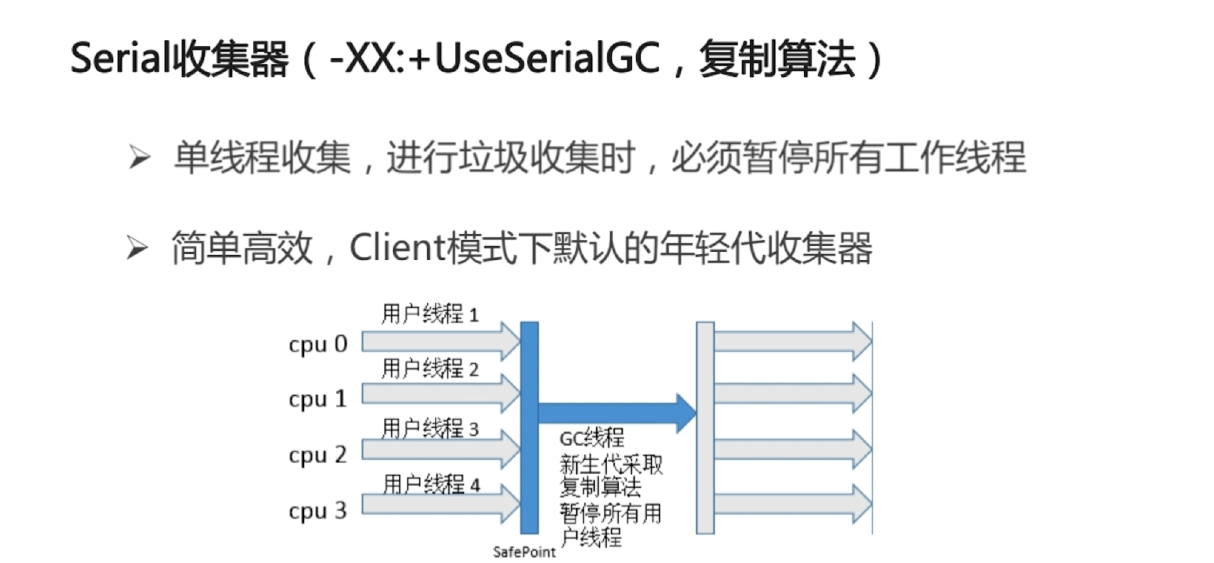 Serial收集器（-XX:+UseSerialGC，复制算法）
➢ 单线程收集，进行垃圾收集时，必须暂停所有工作线程
➢ 简单高效，Client模式下默认的年轻代收集器
用户线程 1
cpu 0
用户线程 2
cpu 1
用户线程 3
cpu 2
用户线程 4
cpu 3
GC线程
新生代采取
复制算法
暂停所有用
户线程
SafePoint